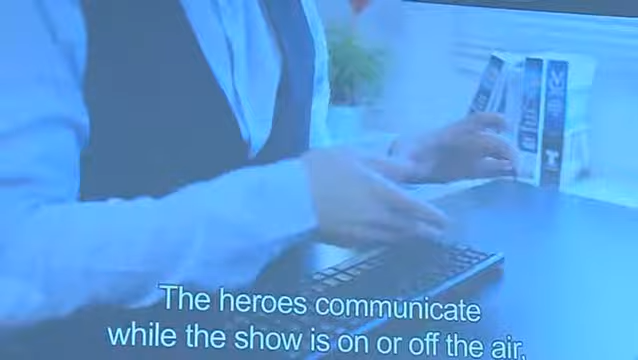 The heroes communicate
while the show is on or off the air.